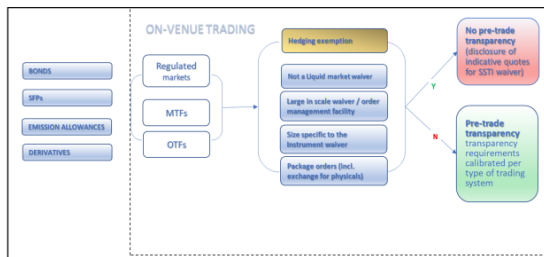 ON-VENUE TRADING
BONDS
SFPs
EMISSION ALLOWANCES
DERIVATIVES
Regulated
markets
MTFs
OTFs
Hedging exemption
Not a Liquid market waiver
Large in scale waiver / order
management facility
Size specific to the
Instrument waiver
Package orders (incl.
exchange for physicals)
Y
N
No pre-trade
transparency
(disclosure of
indicative quotes
for SSTI waiver)
Pre-trade
transparency
transparency
requirements
calibrated per
type of trading
system